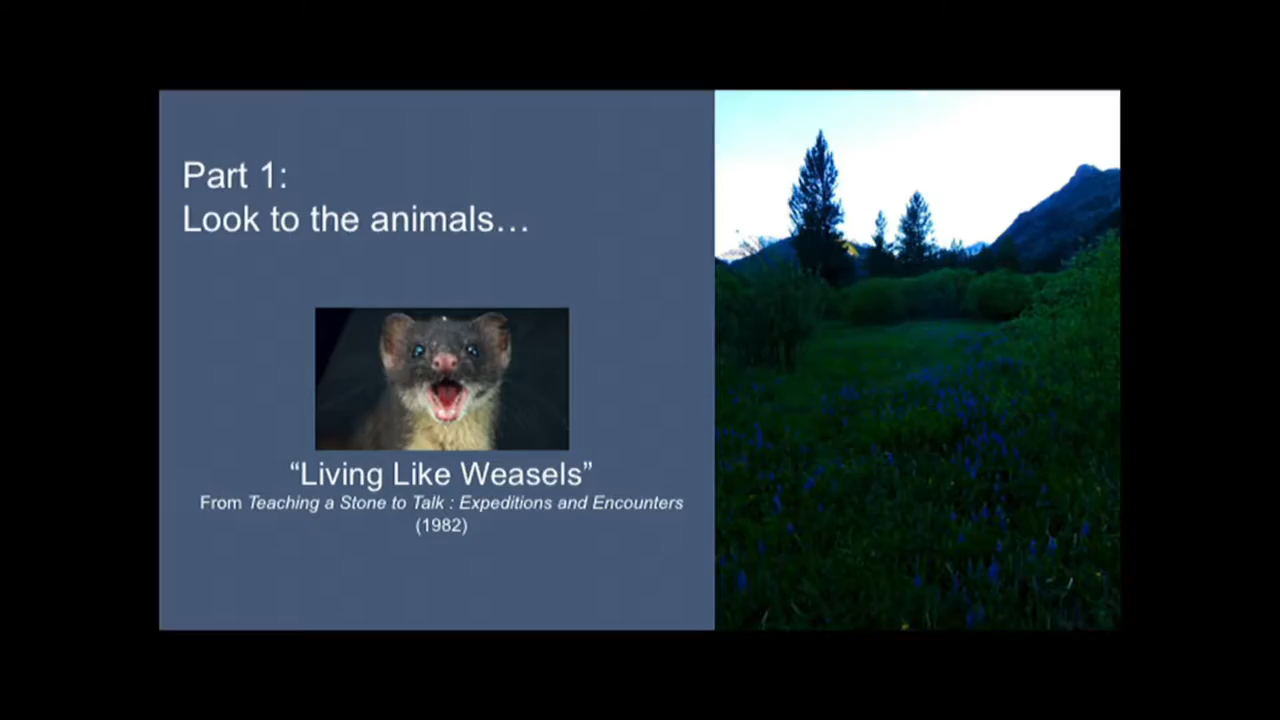 Part 1:
Look to the animals…
“Living Like Weasels”
From Teaching a Stone to Talk : Expeditions and Encounters
(1982)